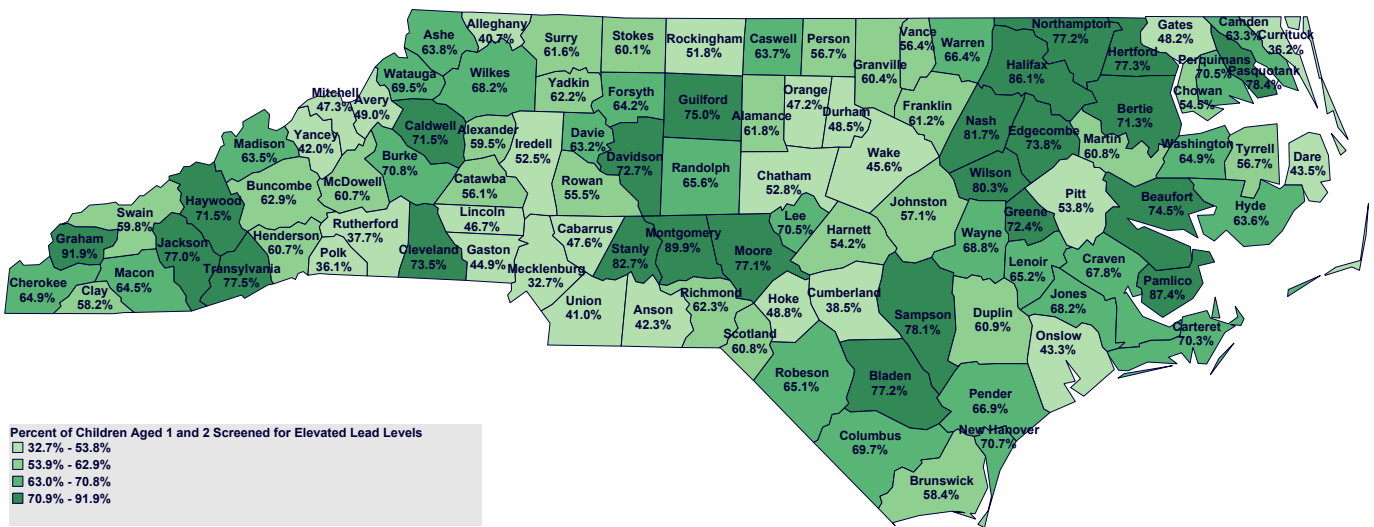 Alleghany
40.7%
Ashe
63.8%
Surry
61.6%
Stokes
60.1%
Rockingham
51.8%
Caswell
63.7%
Person
56.7%
Vance
56.4%
Granville
60.4%
Warren
66.4%
Northampton
77.2%
Gates
48.2%
Camden
63.3%
Currituck
36.2%
Hertford
77.3%
Halifax
86.1%
Perquimans
70.5%
Pasquotank
78.4%
Chowan
54.5%
Watauga
69.5%
Wilkes
68.2%
Yadkin
62.2%
Forsyth
64.2%
Guilford
75.0%
Alamance
61.8%
Orange
47.2%
Durham
48.5%
Franklin
61.2%
Nash
81.7%
Edgecombe
73.8%
Bertie
71.3%
Martin
60.8%
Washington
64.9%
Tyrrell
56.7%
Dare
43.5%
Mitchell
47.3%
Avery
49.0%
Yancey
42.0%
Madison
63.5%
Caldwell
71.5%
Alexander
59.5%
Iredell
52.5%
Davie
63.2%
Davidson
72.7%
Randolph
65.6%
Chatham
52.8%
Wake
45.6%
Wilson
80.3%
Pitt
53.8%
Beaufort
74.5%
Hyde
63.6%
Burke
70.8%
McDowell
60.7%
Buncombe
62.9%
Haywood
71.5%
Catawba
56.1%
Rowan
55.5%
Johnston
57.1%
Greene
72.4%
Swain
59.8%
Graham
91.9%
Jackson
77.0%
Henderson
60.7%
Rutherford
37.7%
Polk
36.1%
Cleveland
73.5%
Lincoln
46.7%
Gaston
44.9%
Cabarrus
47.6%
Stanly
82.7%
Montgomery
89.9%
Moore
77.1%
Lee
70.5%
Harnett
54.2%
Wayne
68.8%
Lenoir
65.2%
Craven
67.8%
Pamlico
87.4%
Cherokee
64.9%
Clay
58.2%
Macon
64.5%
Transylvania
77.5%
Mecklenburg
32.7%
Union
41.0%
Anson
42.3%
Richmond
62.3%
Hoke
48.8%
Cumberland
38.5%
Sampson
78.1%
Duplin
60.9%
Jones
68.2%
Onslow
43.3%
Carteret
70.3%
Scotland
60.8%
Robeson
65.1%
Bladen
77.2%
Pender
66.9%
Columbus
69.7%
New Hanover
70.7%
Brunswick
58.4%
Percent of Children Aged 1 and 2 Screened for Elevated Lead Levels
32.7% - 53.8%
53.9% - 62.9%
63.0% - 70.8%
70.9% - 91.9%